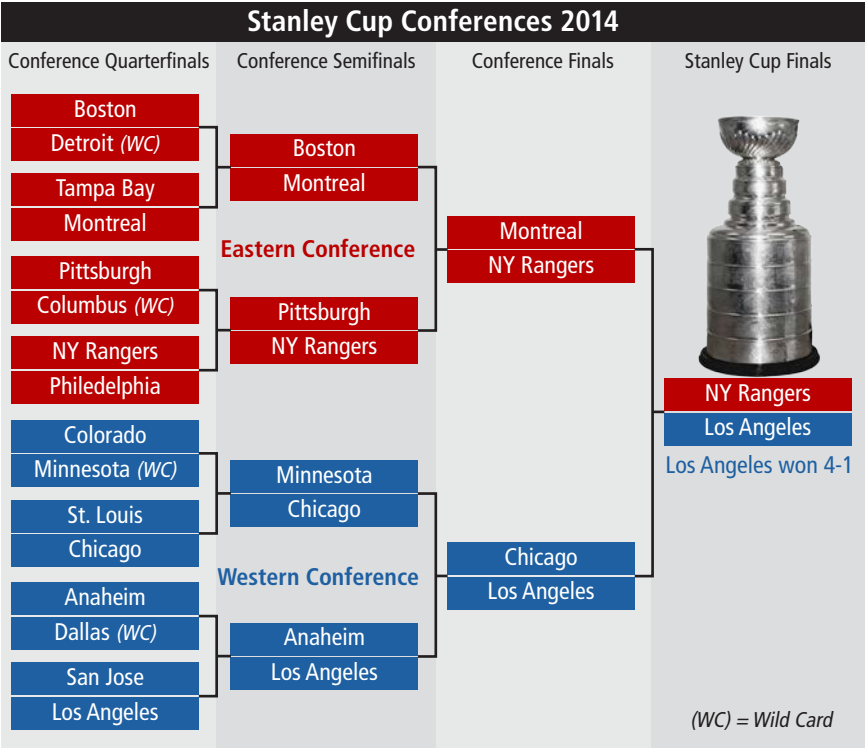 Stanley Cup Conferences 2014
Conference Quarterfinals
Conference Semifinals
Conference Finals
Stanley Cup Finals
Boston
Detroit (WC)
Tampa Bay
Montreal
Pittsburgh
Columbus (WC)
NY Rangers
Philedelphia
Colorado
Minnesota (WC)
St. Louis
Chicago
Anaheim
Dallas (WC)
San Jose
Los Angeles
Boston
Montreal
Eastern Conference
Pittsburgh
NY Rangers
Minnesota
Chicago
Western Conference
Anaheim
Los Angeles
Montreal
NY Rangers
Chicago
Los Angeles
NY Rangers
Los Angeles
Los Angeles won 4-1
(WC) = Wild Card